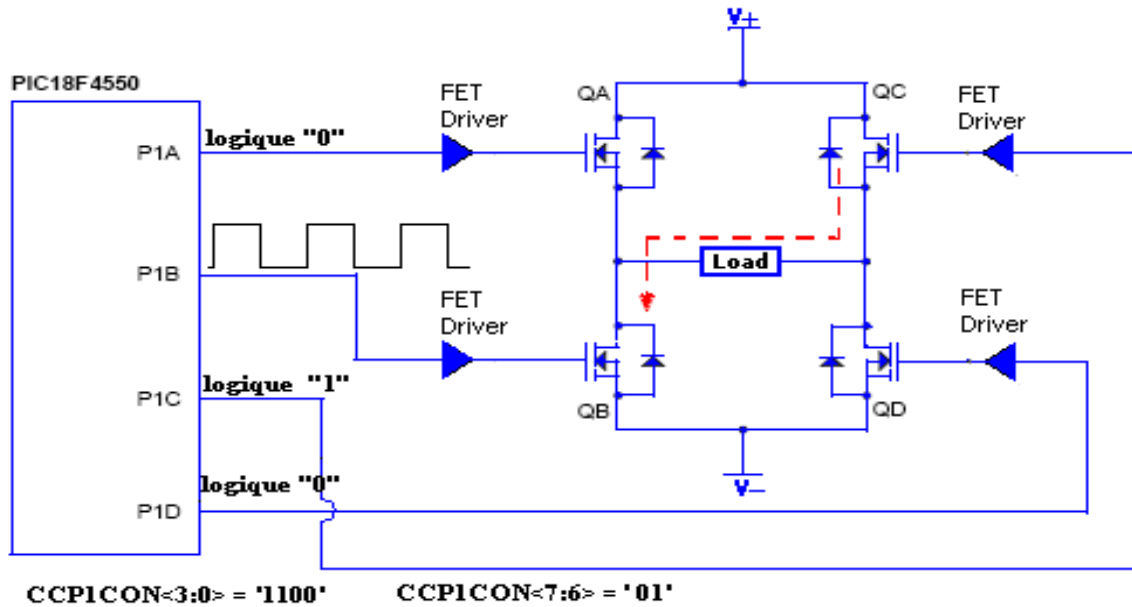 V+
PIC18F4550
FET
Driver
QA
QC
FET
Driver
P1A
logique "0"
Load
P1B
FET
Driver
FET
Driver
P1C
logique "1"
QB
QD
logique "0"
V-
P1D
CCP1CON<3:0> = '1100'
CCP1CON<7:6> = '01'